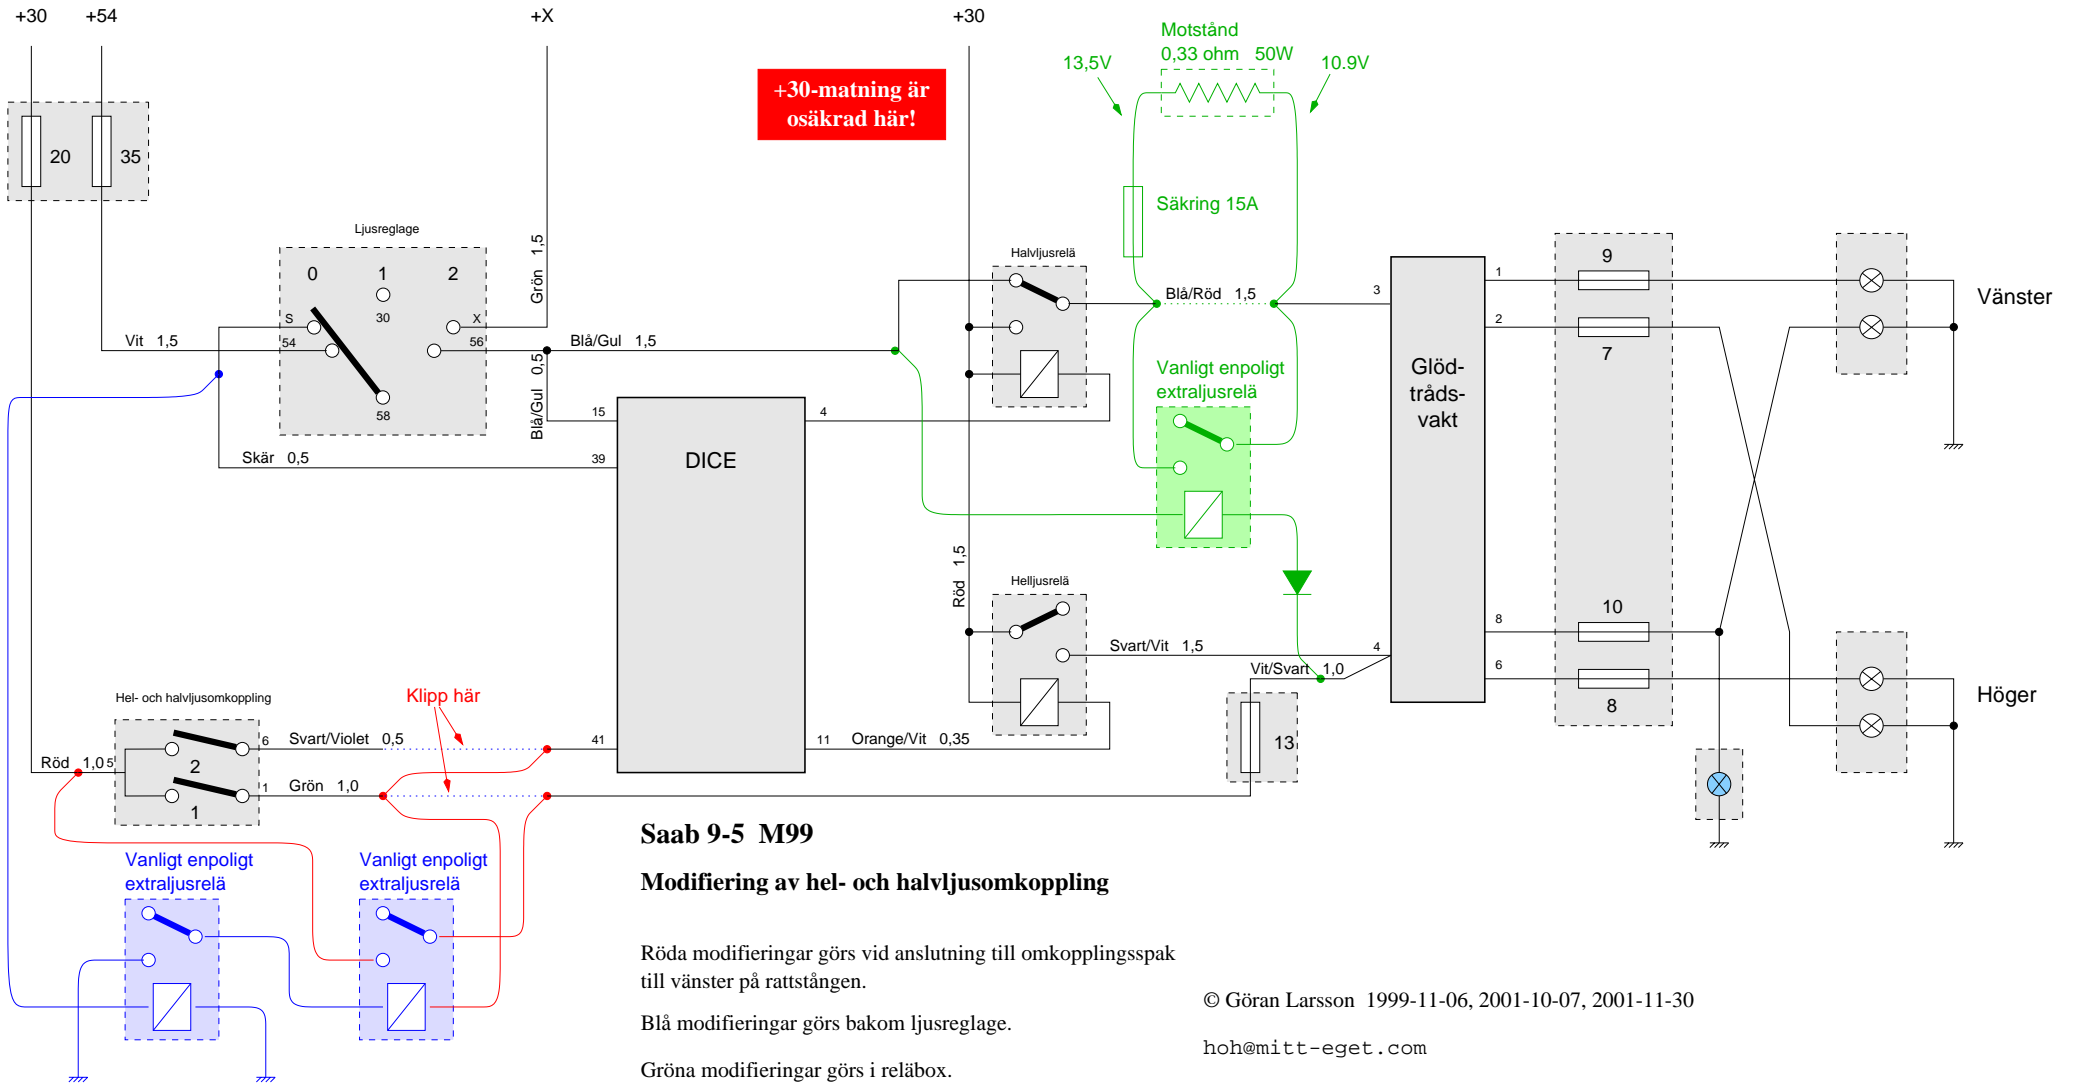 +30
+54
+X
+30
+30-matning är
osäkrad här!
Motstånd
0,33 ohm 50W
13,5V
10.9V
20
35
Säkring 15A
Ljusreglage
0
1
2
30
S
X
54
56
58
Grön 1,5
Vit 1,5
Blå/Gul 1,5
Blå/Gul 0,5
Skär 0,5
Halvljusrelä
Blå/Röd 1,5
3
Vanligt enpoligt
extraljusrelä
15
39
4
DICE
Glöd-
tråds-
vakt
1
2
9
7
Vänster
Röd 1,5
Helljusrelä
Svart/Vit 1,5
4
Vit/Svart 1,0
8
6
10
8
Höger
13
Hel- och halvljusomkoppling
Klipp här
6
Svart/Violet 0,5
41
11
Orange/Vit 0,35
Röd 1,0
5
2
1
1
Grön 1,0
Vanligt enpoligt
extraljusrelä
Vanligt enpoligt
extraljusrelä
Saab 9-5 M99
Modifiering av hel- och halvljusomkoppling
Röda modifieringar görs vid anslutning till omkopplingsspak
till vänster på rattstången.
Blå modifieringar görs bakom ljusreglage.
Gröna modifieringar görs i reläbox.
© Göran Larsson 1999-11-06, 2001-10-07, 2001-11-30
hoh@mitt-eget.com